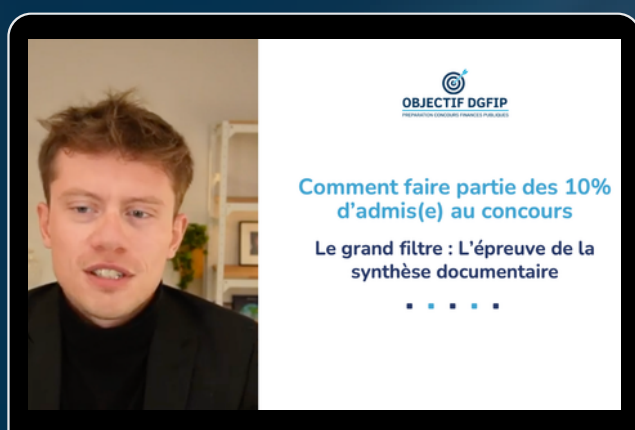 OBJECTIF DGFIP
PRÉPARATION CONCOURS FINANCES PUBLIQUES
Comment faire partie des 10%
d'admis(e) au concours
Le grand filtre : L'épreuve de la
synthèse documentaire